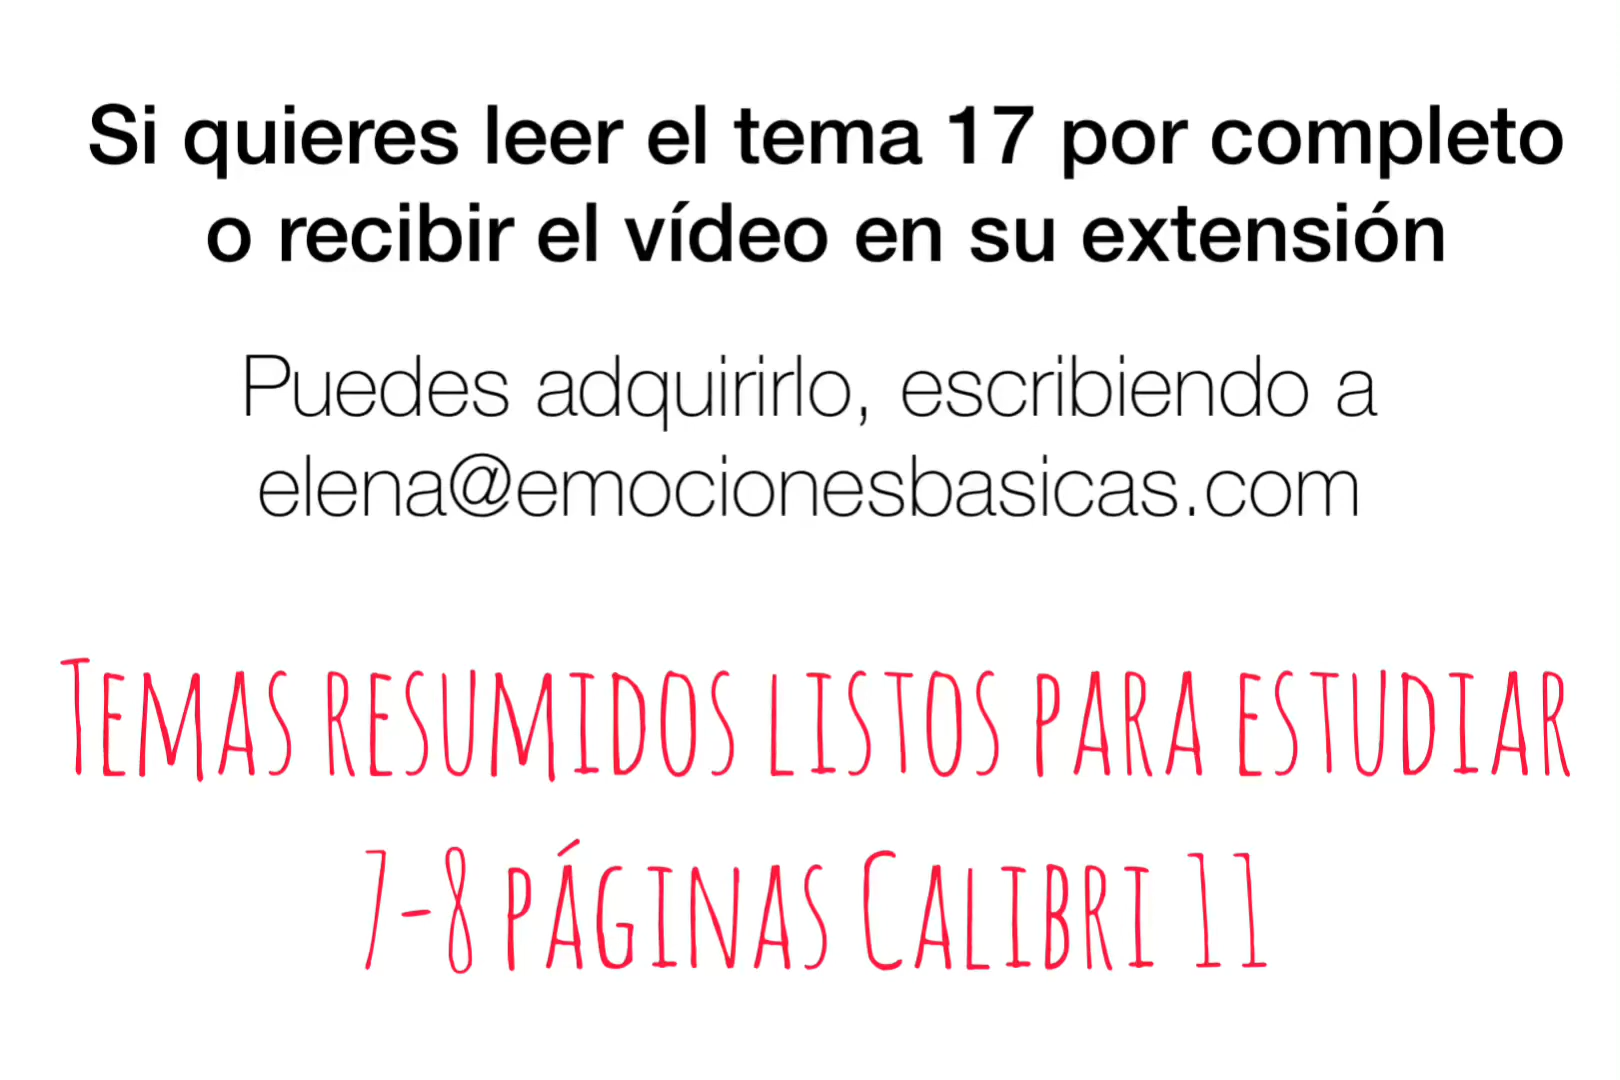 Si quieres leer el tema 17 por completo
o recibir el vídeo en su extensión
Puedes adquirirlo, escribiendo a
elena@emocionesbasicas.com
Temas resumidos listos para estudiar
7-8 páginas Calibri 11